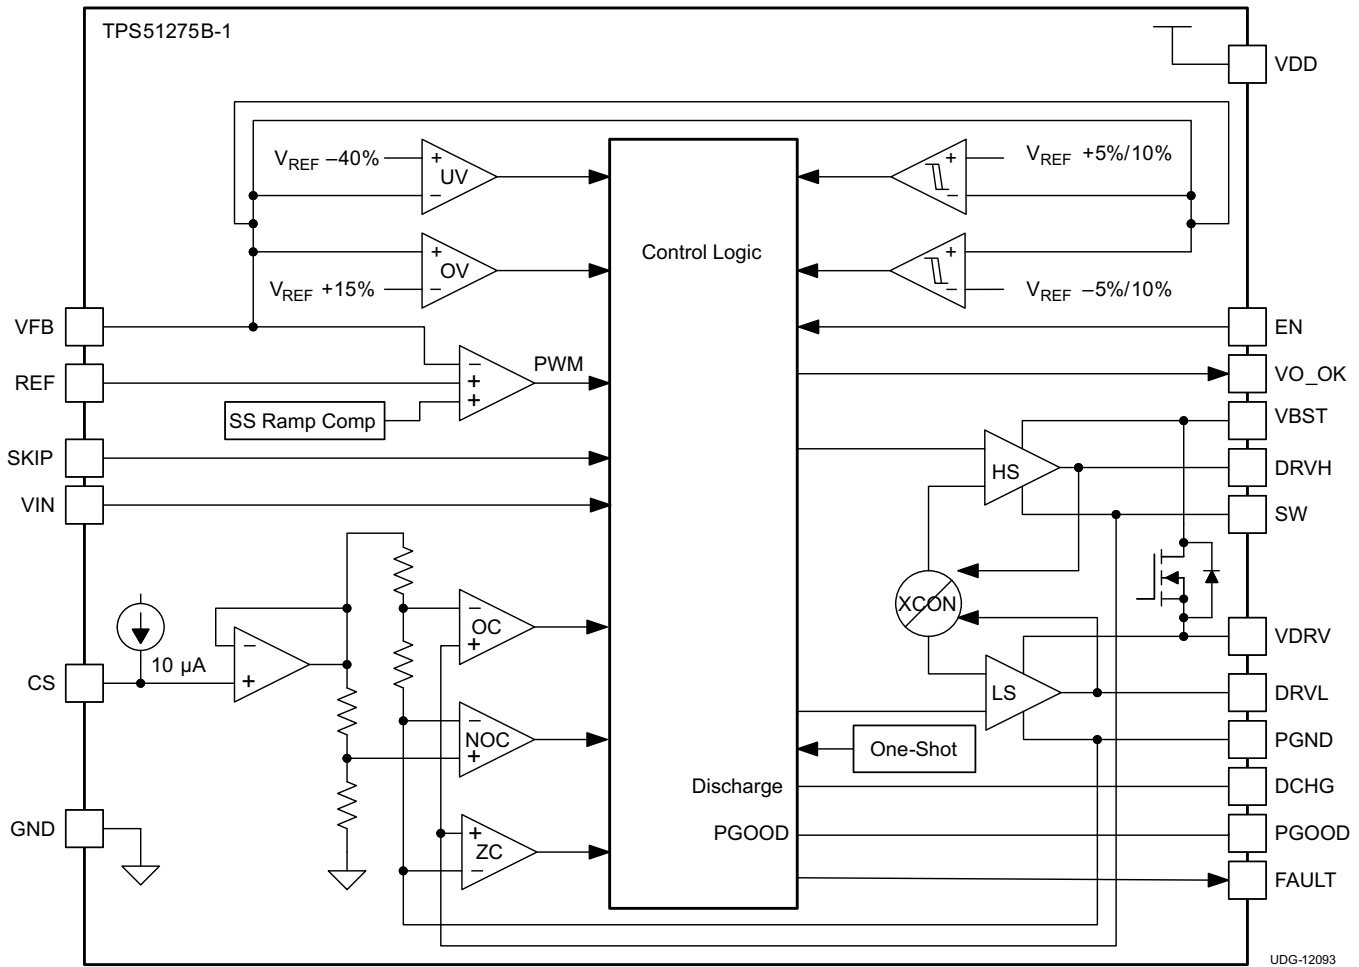 TPS51275B-1
VDD
V_REF –40%
+
UV
–
+
–
V_REF +5%/10%
Control Logic
+
OV
–
V_REF +15%
+
–
V_REF –5%/10%
VFB
EN
–
+
+
PWM
REF
VO_OK
SS Ramp Comp
VBST
SKIP
HS
DRVH
VIN
SW
XCON
–
OC
+
10 µA
–
+
VDRV
CS
LS
DRVL
–
NOC
+
One-Shot
PGND
Discharge
DCHG
GND
+
ZC
–
PGOOD
PGOOD
FAULT
UDG-12093